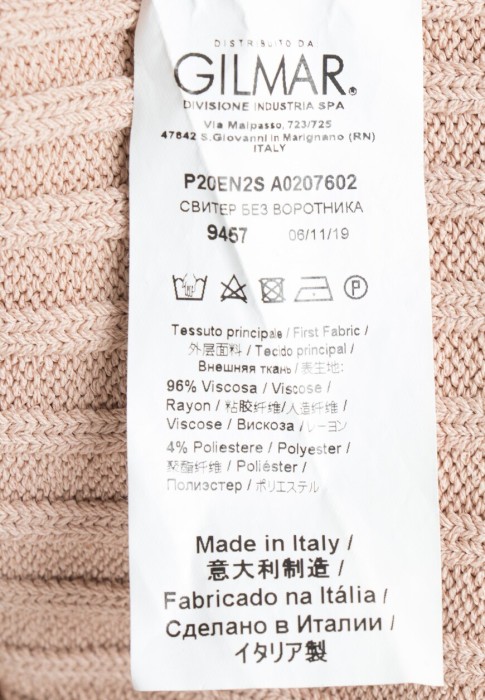 DISTRIBUITO DA
GILMAR®
DIVISIONE INDUSTRIA SPA
Via Malpasso, 723/725
47842 S.Giovanni in Marignano (RN)
ITALY
P20EN2S A0207602
СВИТЕР БЕЗ ВОРОТНИКА
9467 06/11/19
P
Tessuto principale / First Fabric /
外层面料 / Tecido principal /
Внешняя ткань / 表生地:
96% Viscosa / Viscose /
Rayon / 粘胶纤维/人造纤维 /
Viscose / Вискоза / レーヨン
4% Poliestere / Polyester /
聚酯纤维 / Poliéster /
Полиэстер / ポリエステル
Made in Italy /
意大利制造 /
Fabricado na Itália /
Сделано в Италии /
イタリア製